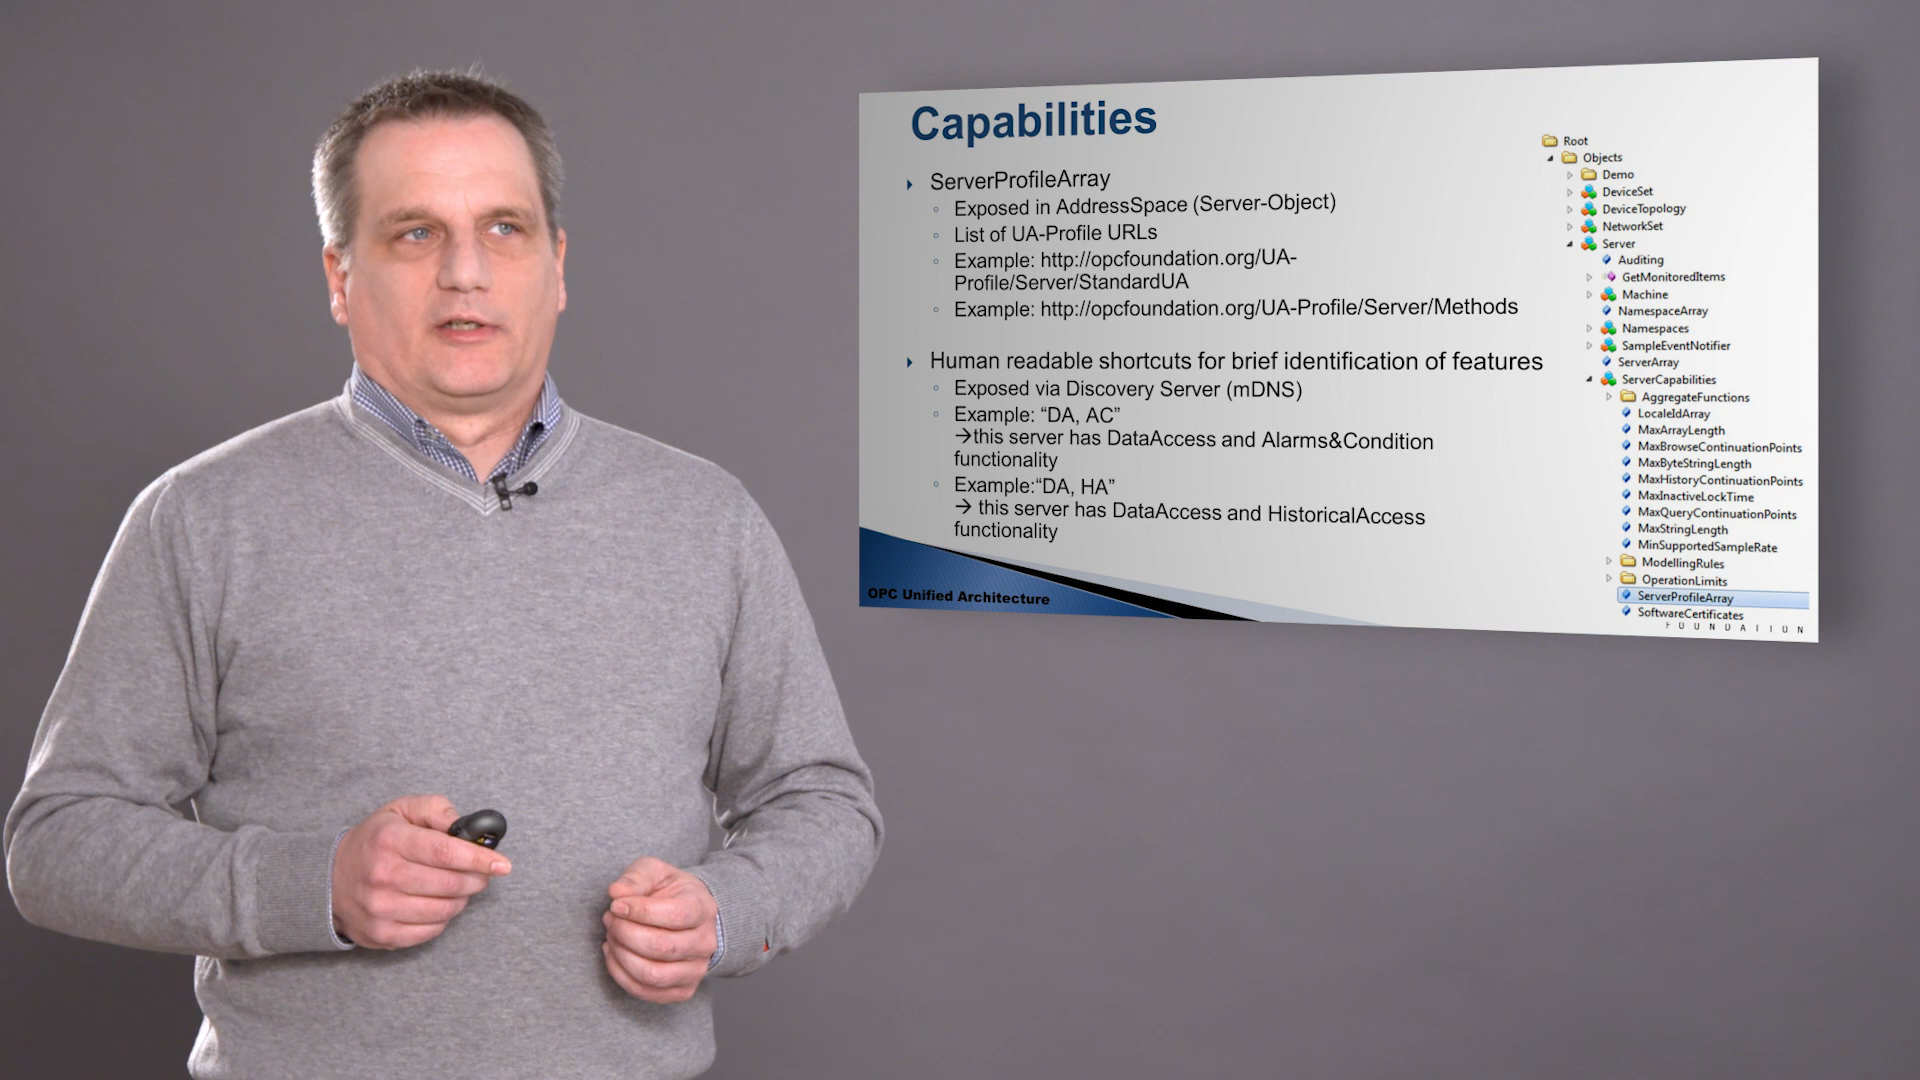 Capabilities
ServerProfileArray
Exposed in AddressSpace (Server-Object)
List of UA-Profile URLs
Example: http://opcfoundation.org/UA-
Profile/Server/StandardUA
Example: http://opcfoundation.org/UA-Profile/Server/Methods
Human readable shortcuts for brief identification of features
Exposed via Discovery Server (mDNS)
Example: “DA, AC”
→this server has DataAccess and Alarms&Condition
functionality
Example:“DA, HA”
→ this server has DataAccess and HistoricalAccess
functionality
OPC Unified Architecture
Root
Objects
Demo
DeviceSet
DeviceTopology
NetworkSet
Server
Auditing
GetMonitoredItems
Machine
NamespaceArray
Namespaces
SampleEventNotifier
ServerArray
ServerCapabilities
AggregateFunctions
LocaleIdArray
MaxArrayLength
MaxBrowseContinuationPoints
MaxByteStringLength
MaxHistoryContinuationPoints
MaxInactiveLockTime
MaxQueryContinuationPoints
MaxStringLength
MinSupportedSampleRate
ModellingRules
OperationLimits
ServerProfileArray
SoftwareCertificates
FOUNDATION